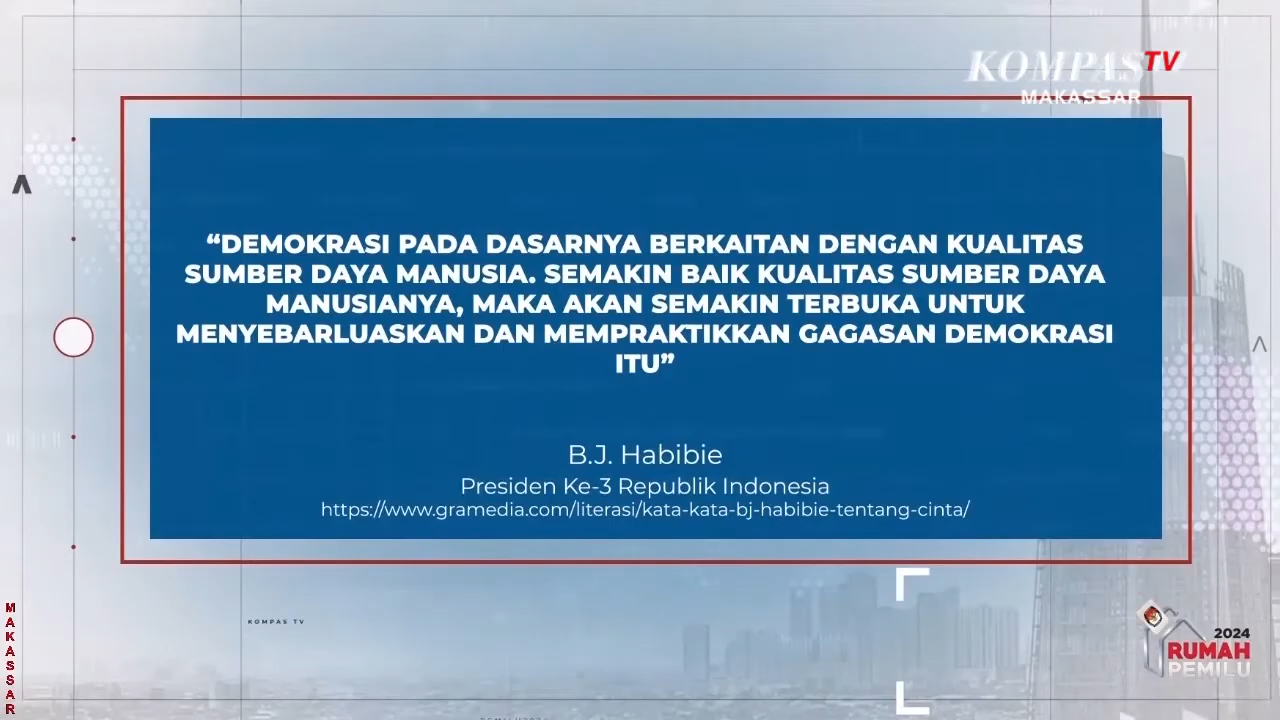 KOMPASTV
MAKASSAR
“DEMOKRASI PADA DASARNYA BERKAITAN DENGAN KUALITAS
SUMBER DAYA MANUSIA. SEMAKIN BAIK KUALITAS SUMBER DAYA
MANUSIANYA, MAKA AKAN SEMAKIN TERBUKA UNTUK
MENYEBARLUASKAN DAN MEMPRAKTIKKAN GAGASAN DEMOKRASI
ITU”
B.J. Habibie
Presiden Ke-3 Republik Indonesia
https://www.gramedia.com/literasi/kata-kata-bj-habibie-tentang-cinta/
MAKASSAR
KOMPAS TV
2024
RUMAH
PEMILU